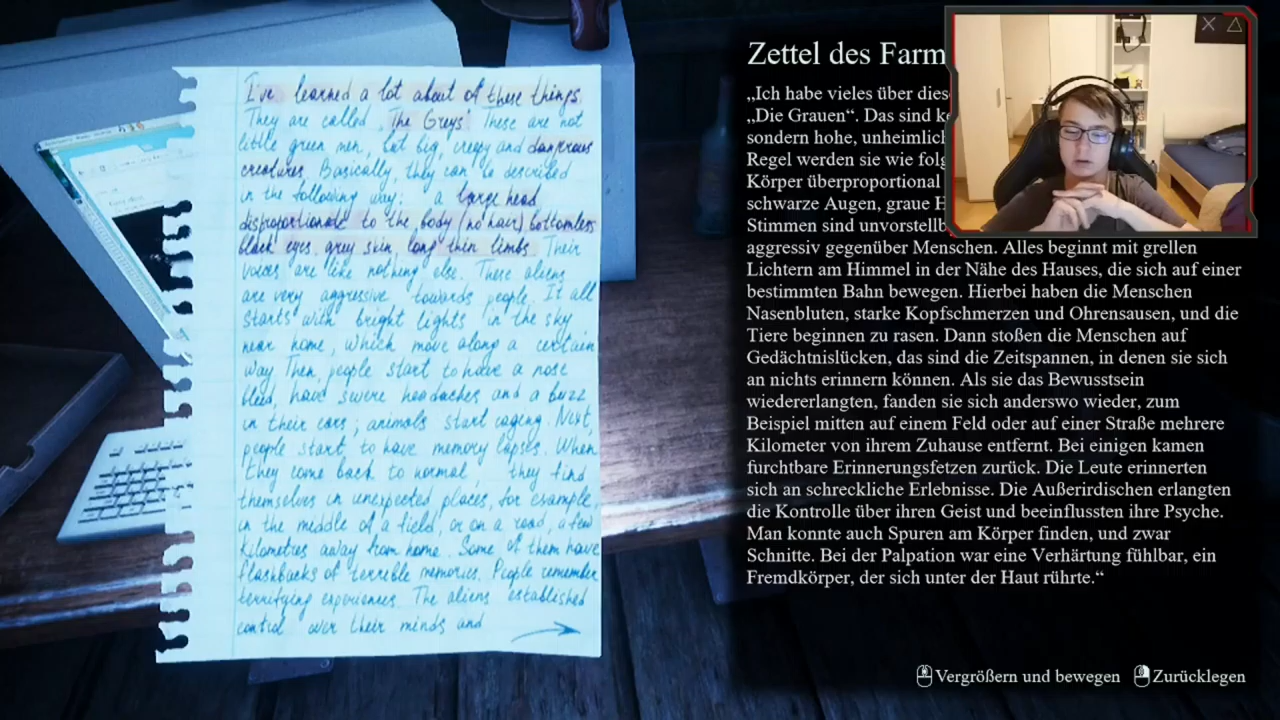 I've learned a lot about of these things.
They are called "The Greys" These are not
little green men, but big, creepy and dangerous
creatures. Basically, they can be described
in the following way: a large head
disproportionate to the body (no hair) bottomless
black eyes, grey skin, long thin limbs. Their
voices are like nothing else. These aliens
are very aggressive towards people. It all
starts with bright lights in the sky
near home, which move along a certain
way Then, people start to have a nose
bleed, have severe headaches and a buzz
in their ears; animals start raging. Next
people start to have memory lapses. When
they come back to normal they find
themselves in unexpected places, for example,
in the middle of a field, or on a road, a few
kilometres away from home. Some of them have
flashbacks of terrible memories. People remember
terrifying experiences. The aliens established
control over their minds and
Zettel des Farm
„Ich habe vieles über
„Die Grauen“. Das sind
sondern hohe,
Regel werden sie wie
Körper überproportional
schwarze Augen, graue
Stimmen sind
aggressiv gegenüber Menschen. Alles beginnt mit grellen
Lichtern am Himmel in der Nähe des Hauses, die sich auf einer
bestimmten Bahn bewegen. Hierbei haben die Menschen
Nasenbluten, starke Kopfschmerzen und Ohrensausen, und die
Tiere beginnen zu rasen. Dann stoßen die Menschen auf
Gedächtnislücken, das sind die Zeitspannen, in denen sie sich
an nichts erinnern können. Als sie das Bewusstsein
wiedererlangten, fanden sie sich anderswo wieder, zum
Beispiel mitten auf einem Feld oder auf einer Straße mehrere
Kilometer von ihrem Zuhause entfernt. Bei einigen kamen
furchtbare Erinnerungsfetzen zurück. Die Leute erinnerten
sich an schreckliche Erlebnisse. Die Außerirdischen erlangten
die Kontrolle über ihren Geist und beeinflussten ihre Psyche.
Man konnte auch Spuren am Körper finden, und zwar
Schnitte. Bei der Palpation war eine Verhärtung fühlbar, ein
Fremdkörper, der sich unter der Haut rührte.“
Vergrößern und bewegen Zurücklegen